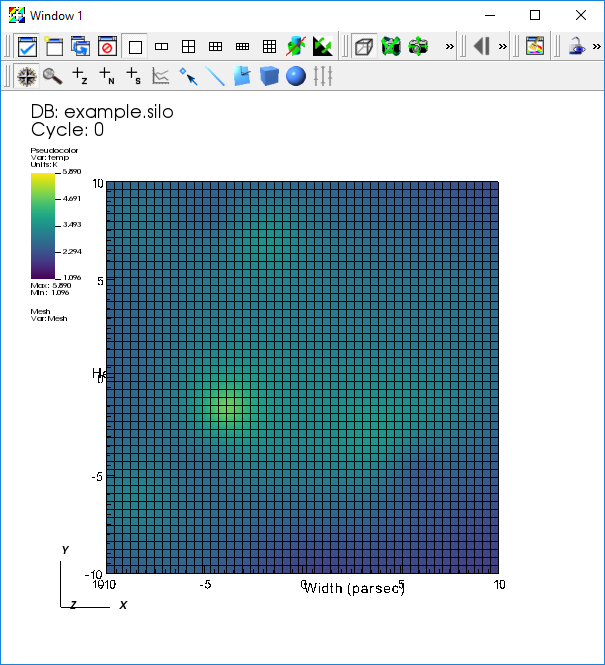 Window 1
»
»
»
Z
N
S
DB: example.silo
Cycle: 0
Pseudocolor
Var: temp
Units: K
5.890
4.691
3.493
2.294
1.096
Max: 5.890
Min: 1.096
Mesh
Var: Mesh
10
5
0
-5
-10
-10
-5
0
5
10
Width (parsec)
Y
Z
X